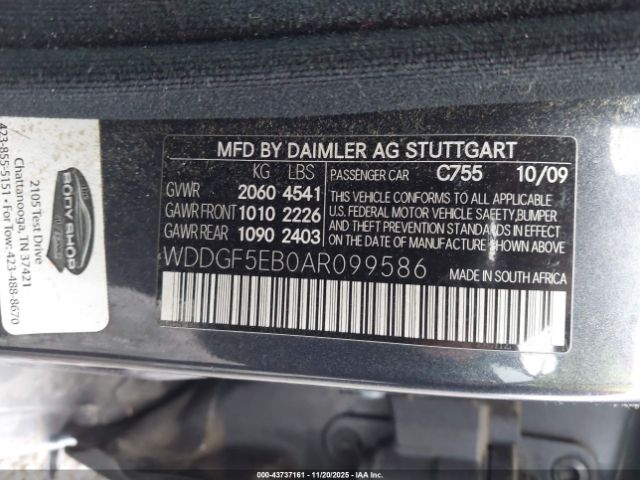 MFD BY DAIMLER AG STUTTGART
KG LBS PASSENGER CAR C755 10/09
GVWR 2060 4541
GAWR FRONT 1010 2226
GAWR REAR 1090 2403
THIS VEHICLE CONFORMS TO ALL APPLICABLE
U.S. FEDERAL MOTOR VEHICLE SAFETY, BUMPER
AND THEFT PREVENTION STANDARDS IN EFFECT
ON THE DATE OF MANUFACTURE SHOWN ABOVE.
WDDGF5EB0AR099586
MADE IN SOUTH AFRICA
BODY SHOP
2105 Test Drive
Chattanooga, TN 37421
423-855-5151 • For Tow: 423-488-8670
000-43737161 - 11/20/2025 - IAAI.COM